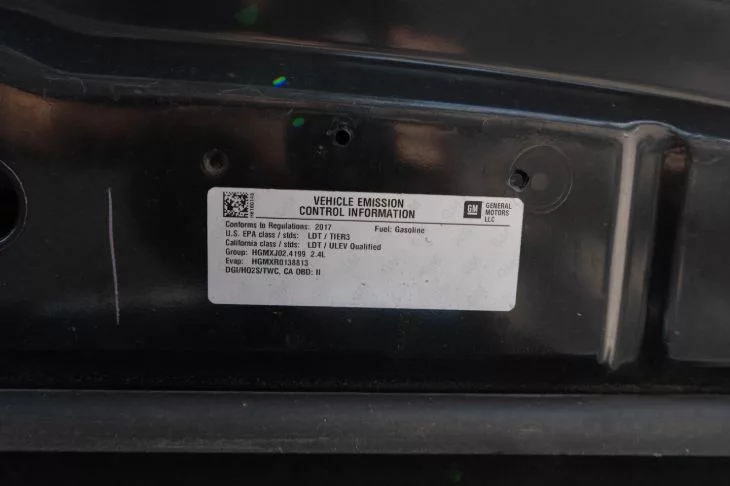 VEHICLE EMISSION
CONTROL INFORMATION
GM
GENERAL
MOTORS
LLC
Conforms to Regulations: 2017 Fuel: Gasoline
U.S. EPA class / stds: LDT / TIER3
California class / stds: LDT / ULEV Qualified
Group: HGMXJ02.4199 2.4L
Evap: HGMXR0138813
DGI/HO2S/TWC, CA OBD: II